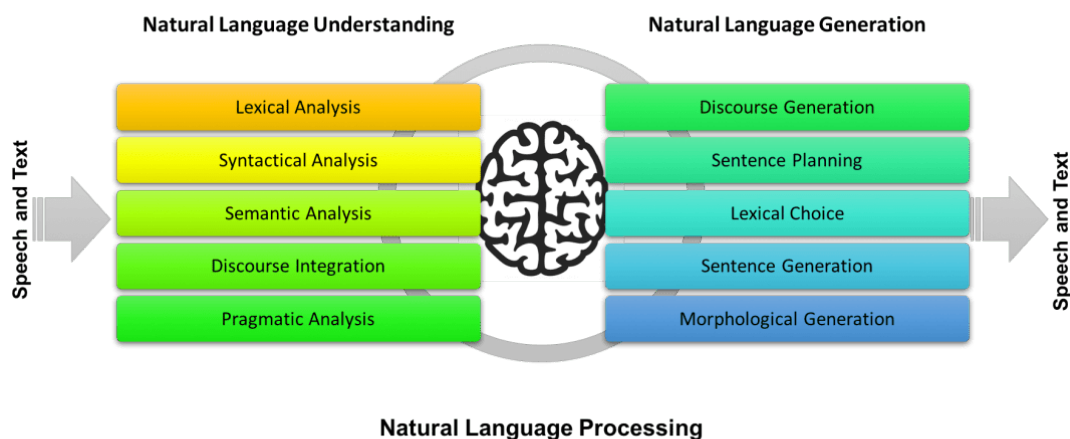 Natural Language Understanding
Natural Language Generation
Speech and Text
Lexical Analysis
Syntactical Analysis
Semantic Analysis
Discourse Integration
Pragmatic Analysis
Discourse Generation
Sentence Planning
Lexical Choice
Sentence Generation
Morphological Generation
Speech and Text
Natural Language Processing